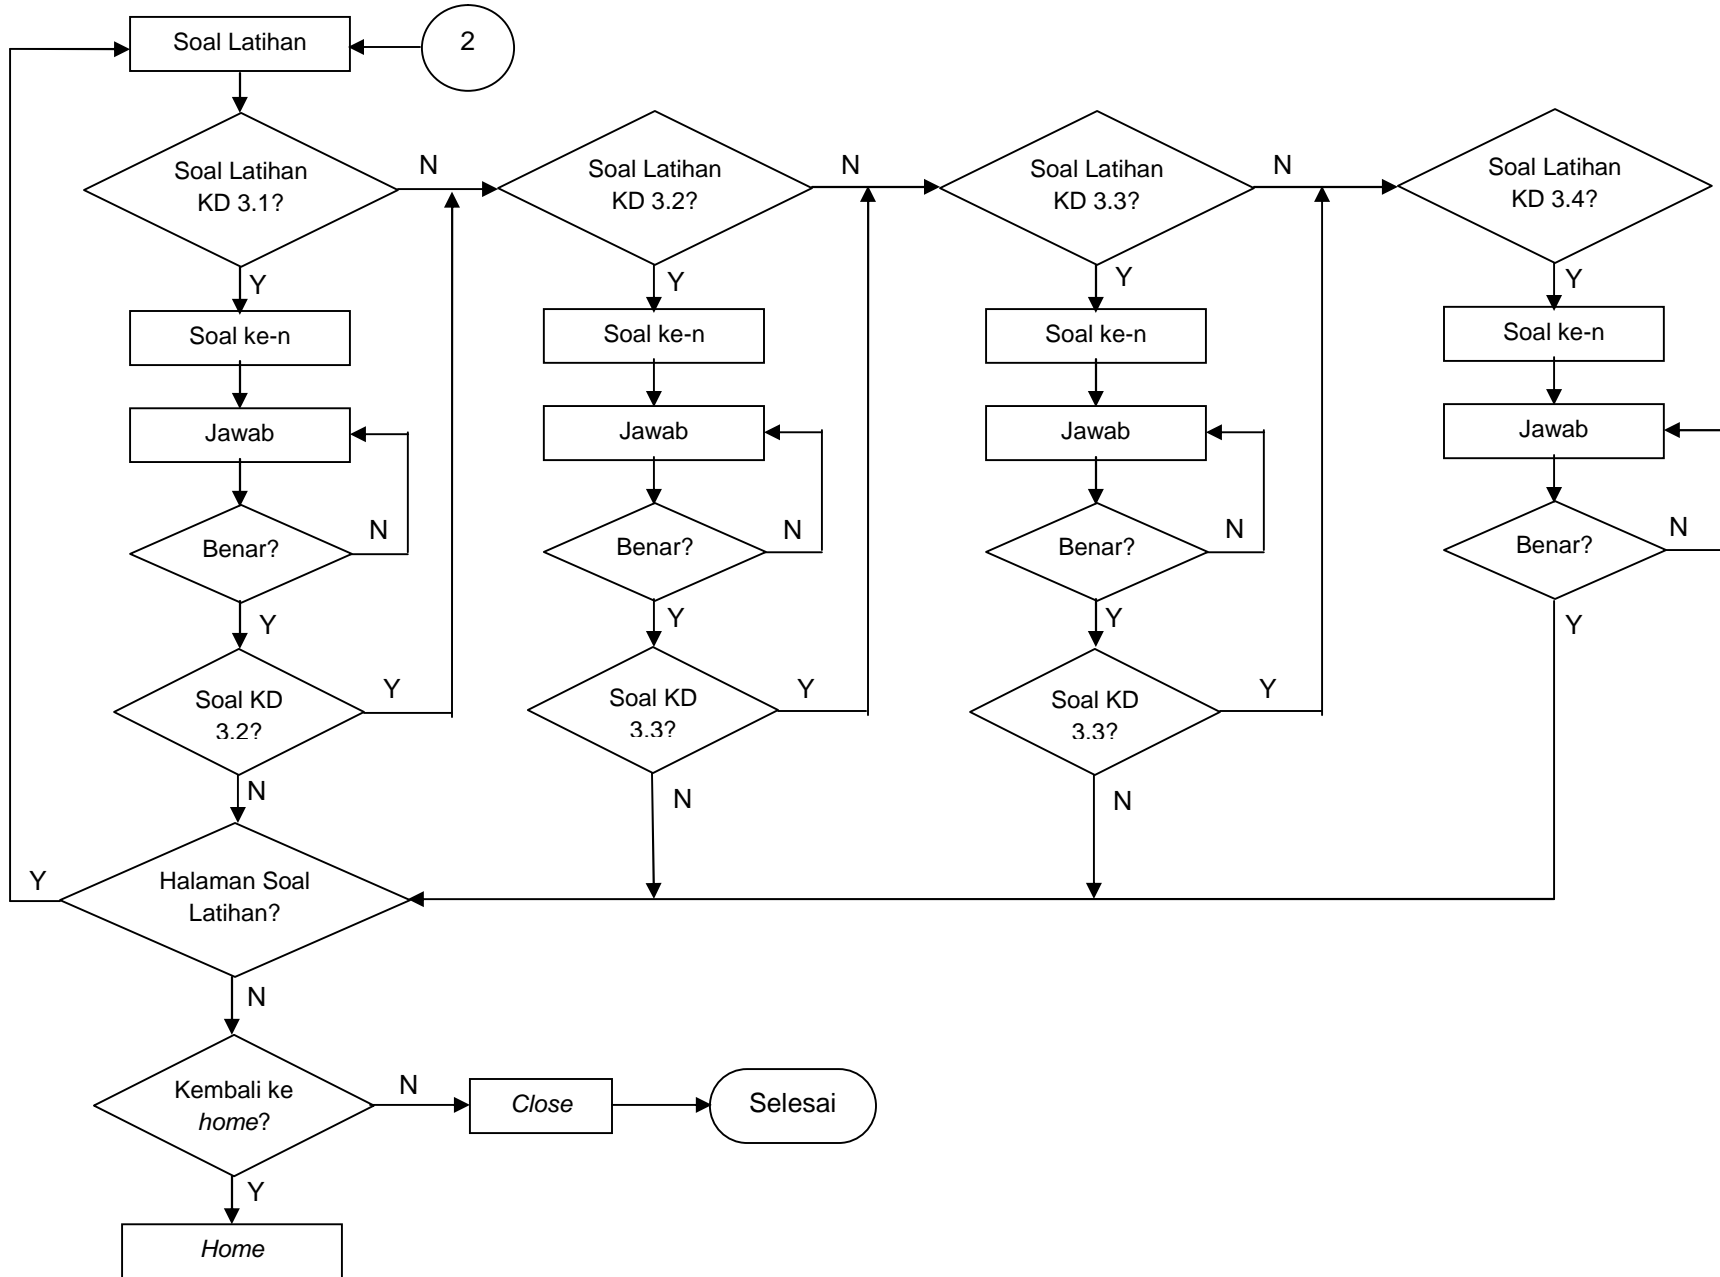 Soal Latihan
2
Soal Latihan
KD 3.1?
N
Soal Latihan
KD 3.2?
N
Soal Latihan
KD 3.3?
N
Soal Latihan
KD 3.4?
Y
Y
Y
Y
Soal ke-n
Soal ke-n
Soal ke-n
Soal ke-n
Jawab
Jawab
Jawab
Jawab
Benar?
N
Benar?
N
Benar?
N
Benar?
N
Y
Y
Y
Y
Soal KD
3.2?
Y
Soal KD
3.3?
Y
Soal KD
3.3?
Y
N
N
N
Y
Halaman Soal
Latihan?
N
Kembali ke
home?
N
Close
Selesai
Y
Home